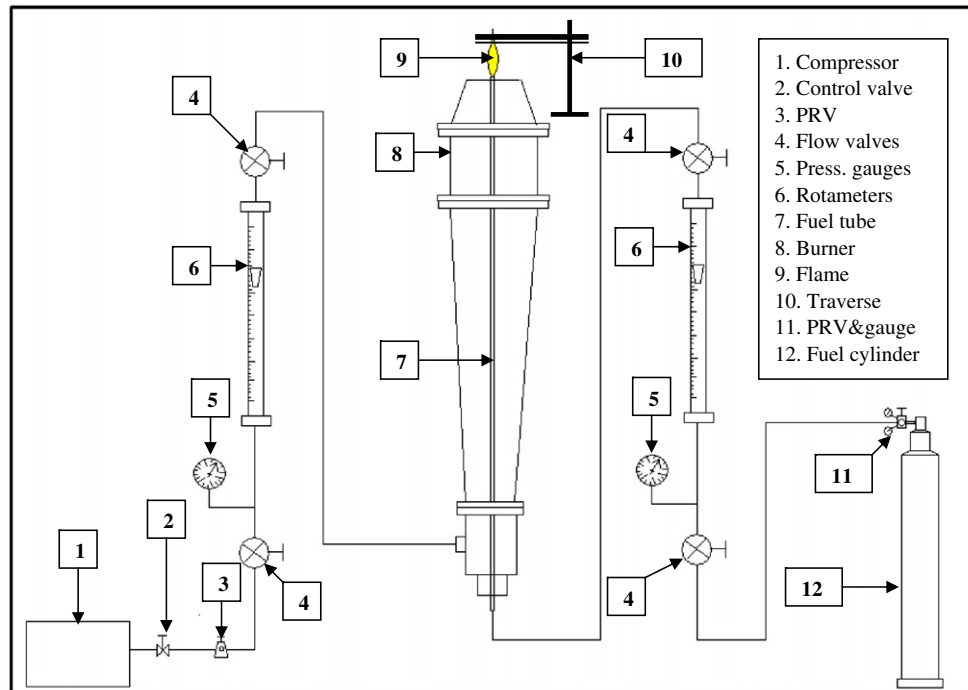 9
10
4
4
8
6
6
7
5
5
2
1
3
4
4
11
12
1. Compressor
2. Control valve
3. PRV
4. Flow valves
5. Press. gauges
6. Rotameters
7. Fuel tube
8. Burner
9. Flame
10. Traverse
11. PRV&gauge
12. Fuel cylinder